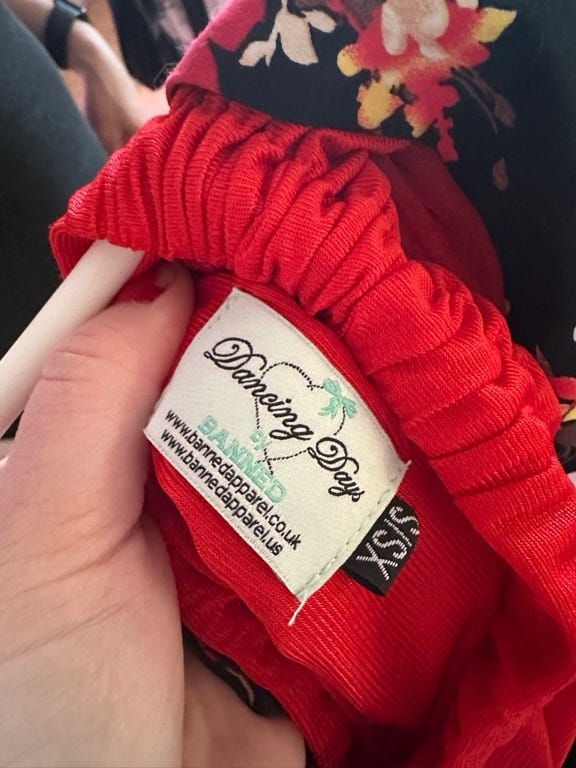 Dancing Days
by
BANNED
www.bannedapparel.co.uk
www.bannedapparel.us
XS/S